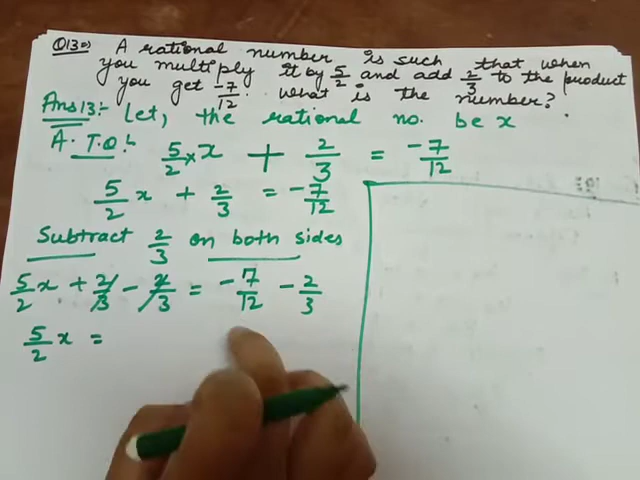 Q13=) A rational number is such that when
you multiply it by 5/2 and add 2/3 to the product
you get -7/12. What is the number?
Ans13:- Let, the rational no. be x
A.T.Q!
5/2 × x + 2/3 = -7/12
5/2 x + 2/3 = -7/12
Subtract 2/3 on both sides
5/2 x + 2/3 - 2/3 = -7/12 - 2/3
5/2 x =